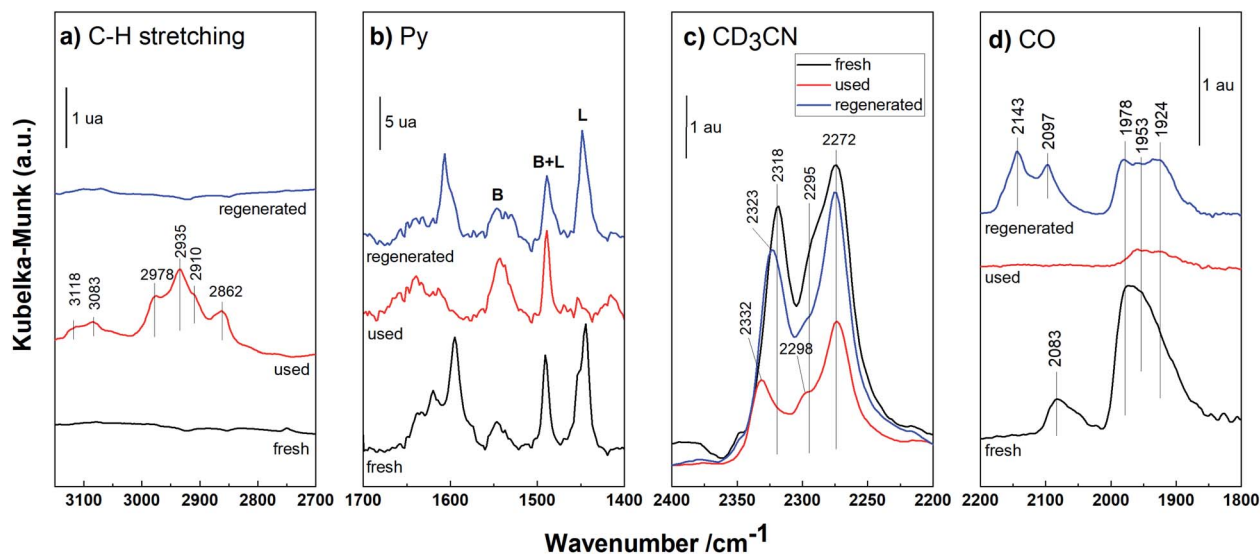 Kubelka-Munk (a.u.)
a) C-H stretching
1 ua
regenerated
3118
3083
2978
2935
2910
2862
used
fresh
3100 3000 2900 2800 2700
b) Py
5 ua
L
B+L
B
regenerated
used
fresh
1700 1600 1500 1400
c) CD₃CN
fresh
used
regenerated
1 au
2332
2323
2318
2298
2295
2272
2400 2350 2300 2250 2200
d) CO
1 au
2143
2097
1978
1953
1924
regenerated
used
2083
fresh
2200 2100 2000 1900 1800
Wavenumber /cm⁻¹